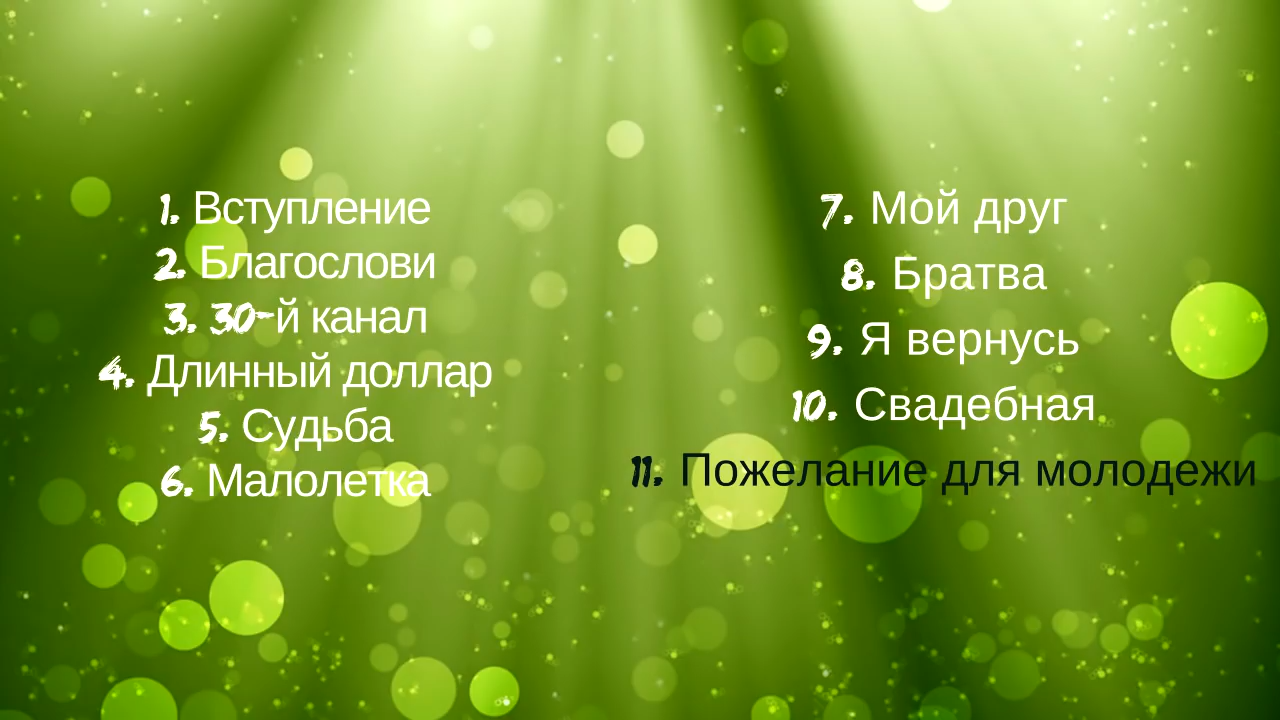 1. Вступление
2. Благослови
3. 30-й канал
4. Длинный доллар
5. Судьба
6. Малолетка
7. Мой друг
8. Братва
9. Я вернусь
10. Свадебная
11. Пожелание для молодежи